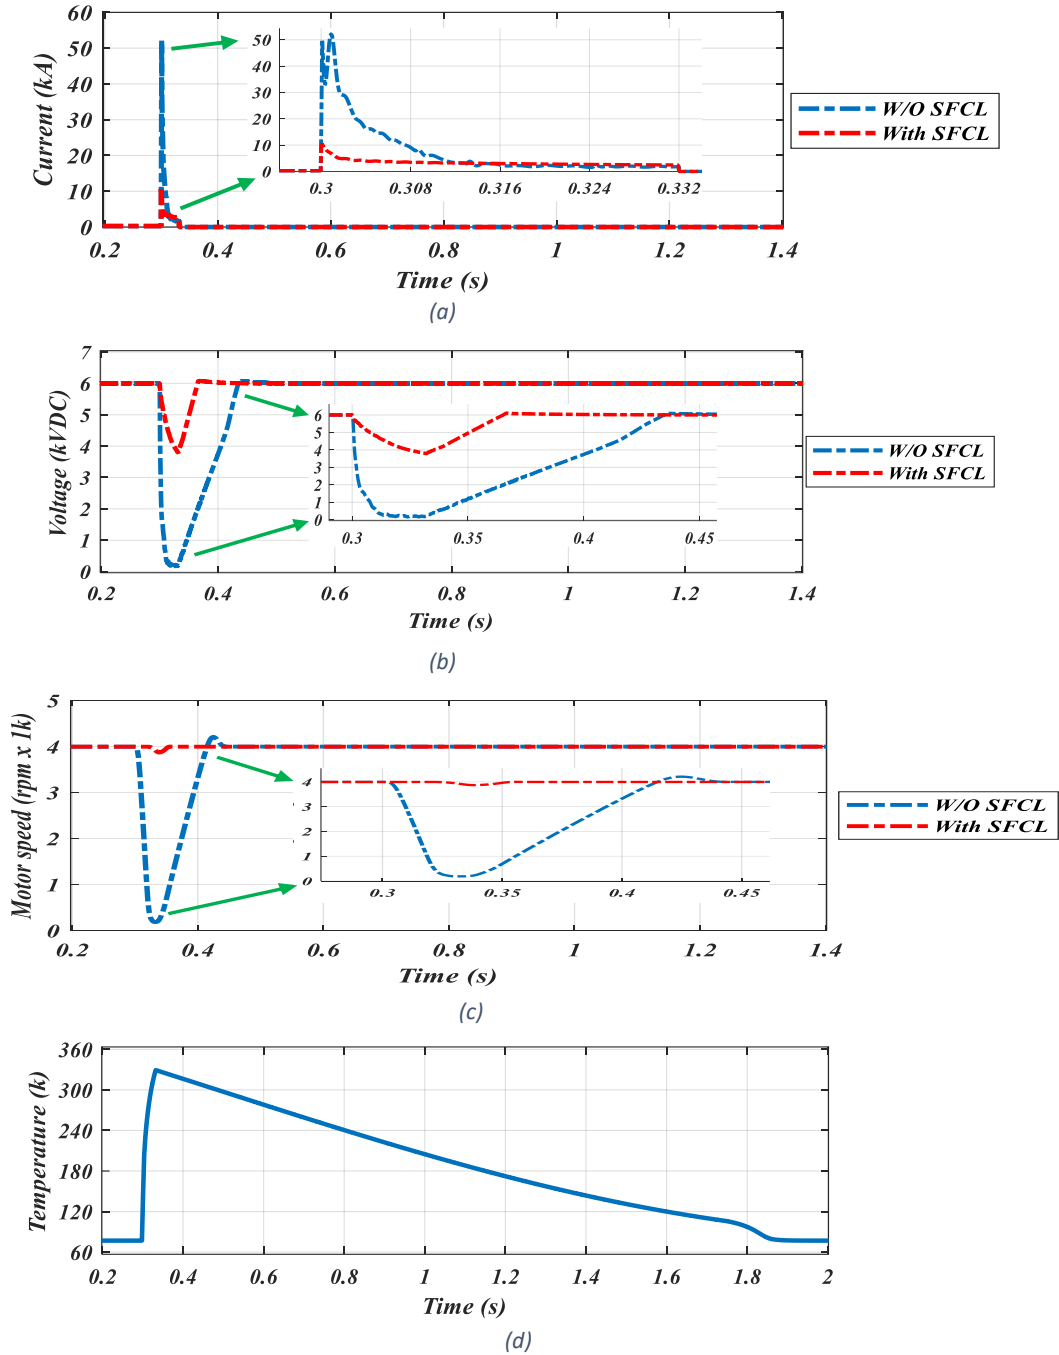 60
50
40
30
20
10
0
Current (kA)
50
40
30
20
10
0
0.3 0.308 0.316 0.324 0.332
W/O SFCL
With SFCL
0.2 0.4 0.6 0.8 1 1.2 1.4
Time (s)
(a)
7
6
5
4
3
2
1
0
Voltage (kVDC)
6
5
4
3
2
1
0
0.3 0.35 0.4 0.45
W/O SFCL
With SFCL
0.2 0.4 0.6 0.8 1 1.2 1.4
Time (s)
(b)
5
4
3
2
1
0
Motor speed (rpm x 1k)
4
3
2
1
0
0.3 0.35 0.4 0.45
W/O SFCL
With SFCL
0.2 0.4 0.6 0.8 1 1.2 1.4
Time (s)
(c)
360
300
240
180
120
60
Temperature (k)
0.2 0.4 0.6 0.8 1 1.2 1.4 1.6 1.8 2
Time (s)
(d)